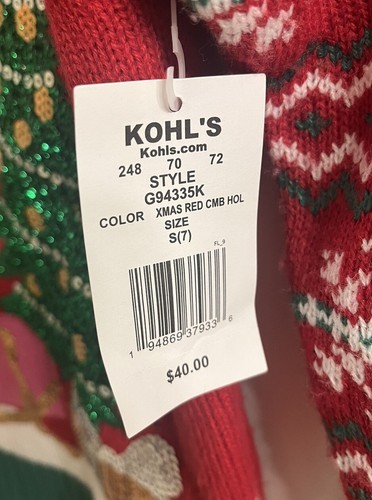 KOHL'S
Kohls.com
248 70 72
STYLE
G94335K
COLOR XMAS RED CMB HOL
SIZE
S(7)
FL_9
1 94869 37933 6
$40.00